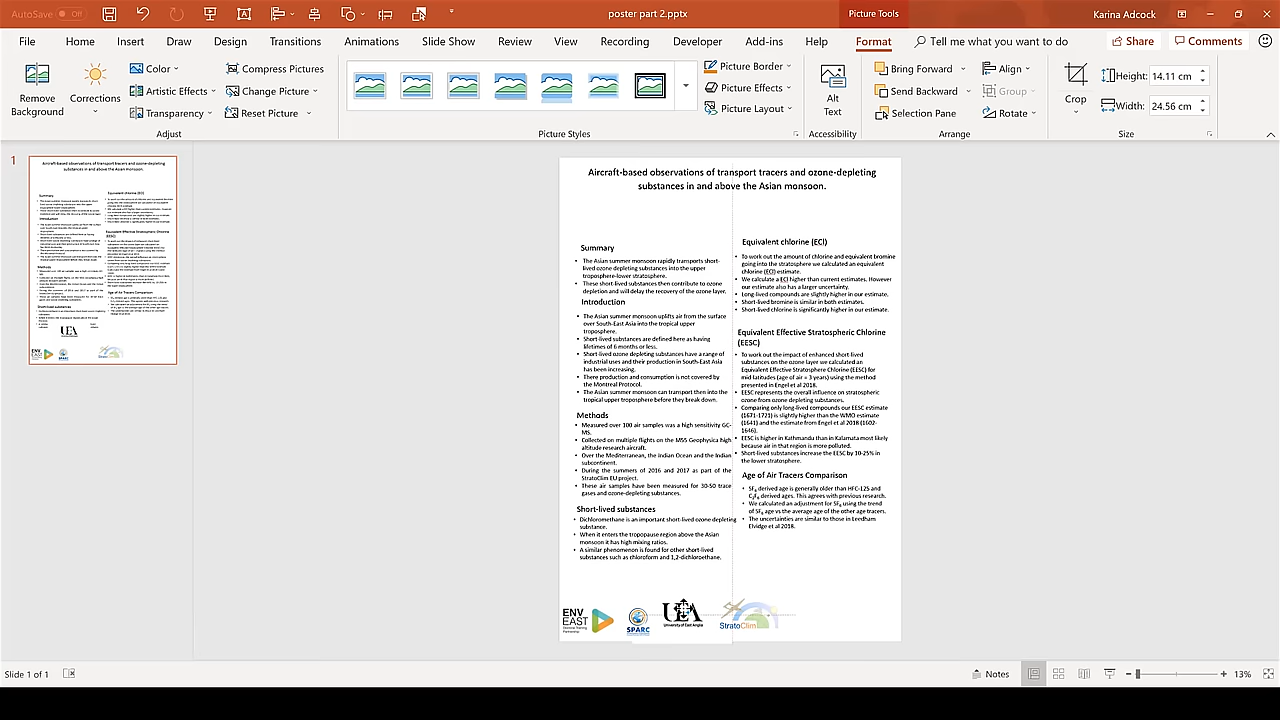 AutoSave Off poster part 2.pptx Picture Tools Karina Adcock
File Home Insert Draw Design Transitions Animations Slide Show Review View Recording Developer Add-ins Help Format Tell me what you want to do Share Comments
Remove Background
Corrections
Color
Artistic Effects
Transparency
Compress Pictures
Change Picture
Reset Picture
Adjust
Picture Border
Picture Effects
Picture Layout
Picture Styles
Alt Text
Accessibility
Bring Forward
Send Backward
Selection Pane
Align
Group
Rotate
Arrange
Crop
Height: 14.11 cm
Width: 24.56 cm
Size
1
Aircraft-based observations of transport tracers and ozone-depleting
substances in and above the Asian monsoon.
Summary
• The Asian summer monsoon rapidly transports short-
lived ozone depleting substances into the upper
troposphere-lower stratosphere.
• These short-lived substances then contribute to ozone
depletion and will delay the recovery of the ozone layer.
Introduction
• The Asian summer monsoon uplifts air from the surface
over South-East Asia into the tropical upper
troposphere.
• Short-lived substances are defined here as having
lifetimes of 6 months or less.
• Short-lived ozone depleting substances have a range of
industrial uses and their production in South-East Asia
has been increasing.
• There production and consumption is not covered by
the Montreal Protocol.
• The Asian summer monsoon can transport then into the
tropical upper troposphere before they break down.
Methods
• Measured over 100 air samples was a high sensitivity GC-
MS.
• Collected on multiple flights on the M55 Geophysica high
altitude research aircraft.
• Over the Mediterranean, the Indian Ocean and the Indian
subcontinent.
• During the summers of 2016 and 2017 as part of the
StratoClim EU project.
• These air samples have been measured for 30-50 trace
gases and ozone-depleting substances.
Short-lived substances
• Dichloromethane is an important short-lived ozone depleting
substance.
• When it enters the tropopause region above the Asian
monsoon it has high mixing ratios.
• A similar phenomenon is found for other short-lived
substances such as chloroform and 1,2-dichloroethane.
Equivalent chlorine (ECl)
• To work out the amount of chlorine and equivalent bromine
going into the stratosphere we calculated an equivalent
chlorine (ECl) estimate.
• We calculate a ECl higher than current estimates. However
our estimate also has a larger uncertainty.
• Long-lived compounds are slightly higher in our estimate.
• Short-lived bromine is similar in both estimates.
• Short-lived chlorine is significantly higher in our estimate.
Equivalent Effective Stratospheric Chlorine
(EESC)
• To work out the impact of enhanced short-lived
substances on the ozone layer we calculated an
Equivalent Effective Stratosphere Chlorine (EESC) for
mid latitudes (age of air = 3 years) using the method
presented in Engel et al 2018.
• EESC represents the overall influence on stratospheric
ozone from ozone depleting substances.
• Comparing only long-lived compounds our EESC estimate
(1671-1721) is slightly higher than the WMO estimate
(1641) and the estimate from Engel et al 2018 (1602-
1646).
• EESC is higher in Kathmandu than in Kalamata most likely
because air in that region is more polluted.
• Short-lived substances increase the EESC by 10-25% in
the lower stratosphere.
Age of Air Tracers Comparison
• SF₆ derived age is generally older than HFC-125 and
C₂F₆ derived ages. This agrees with previous research.
• We calculated an adjustment for SF₆ using the trend
of SF₆ age vs the average age of the other age tracers.
• The uncertainties are similar to those in Leedham
Elvidge et al 2018.
ENV
EAST
SPARC
UEA
University of East Anglia
StratoClim
Slide 1 of 1 Notes 13%